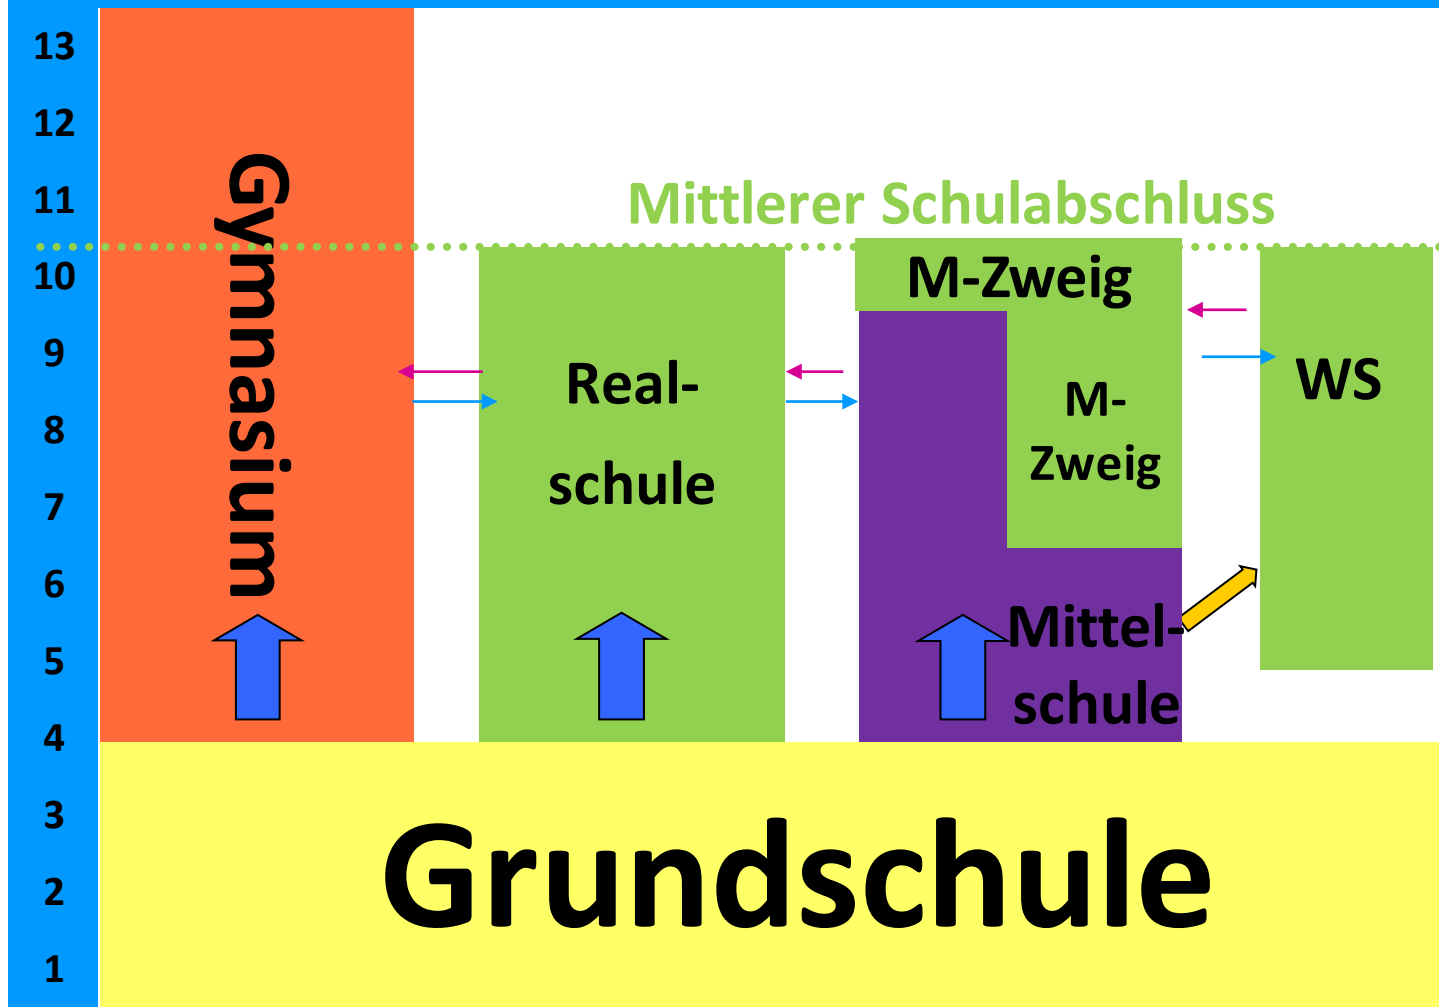 13
12
11
10
9
8
7
6
5
4
3
2
1
Gymnasium
Mittlerer Schulabschluss
Real-
schule
M-Zweig
M-
Zweig
Mittel-
schule
WS
Grundschule